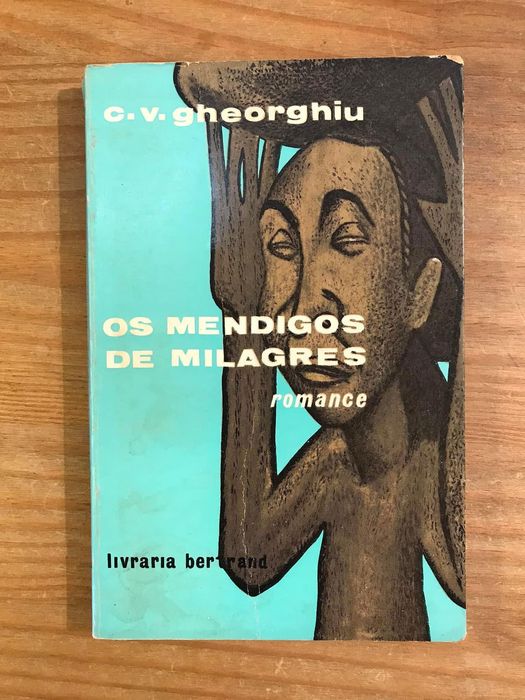 c.v.gheorghiu
OS MENDIGOS
DE MILAGRES
romance
livraria bertrand